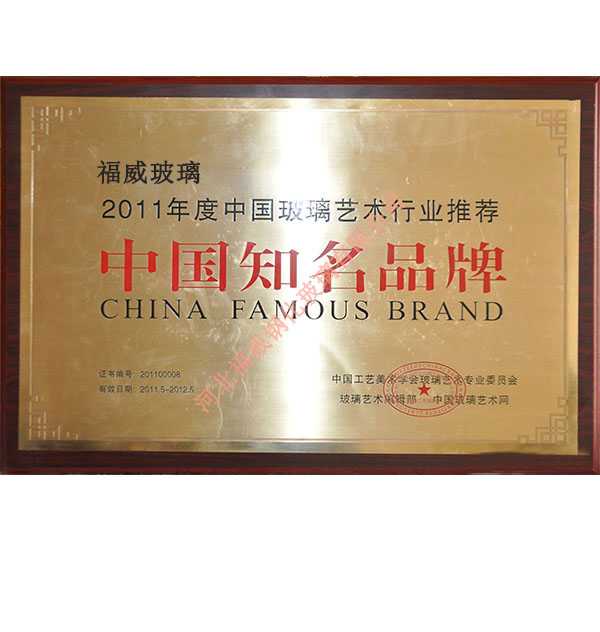 福威玻璃
2011年度中国玻璃艺术行业推荐
中国知名品牌
CHINA FAMOUS BRAND
证书编号: 201100008
有效日期: 2011.5-2012.5
中国工艺美术学会玻璃艺术专业委员会
玻璃艺术编辑部 中国玻璃艺术网